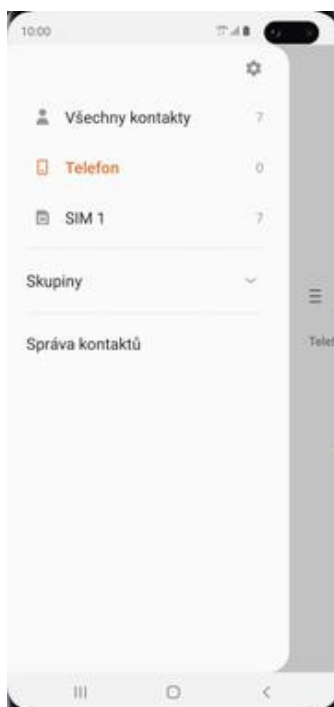 10:00
Všechny kontakty 7
Telefon 0
SIM 1 7
Skupiny
Správa kontaktů